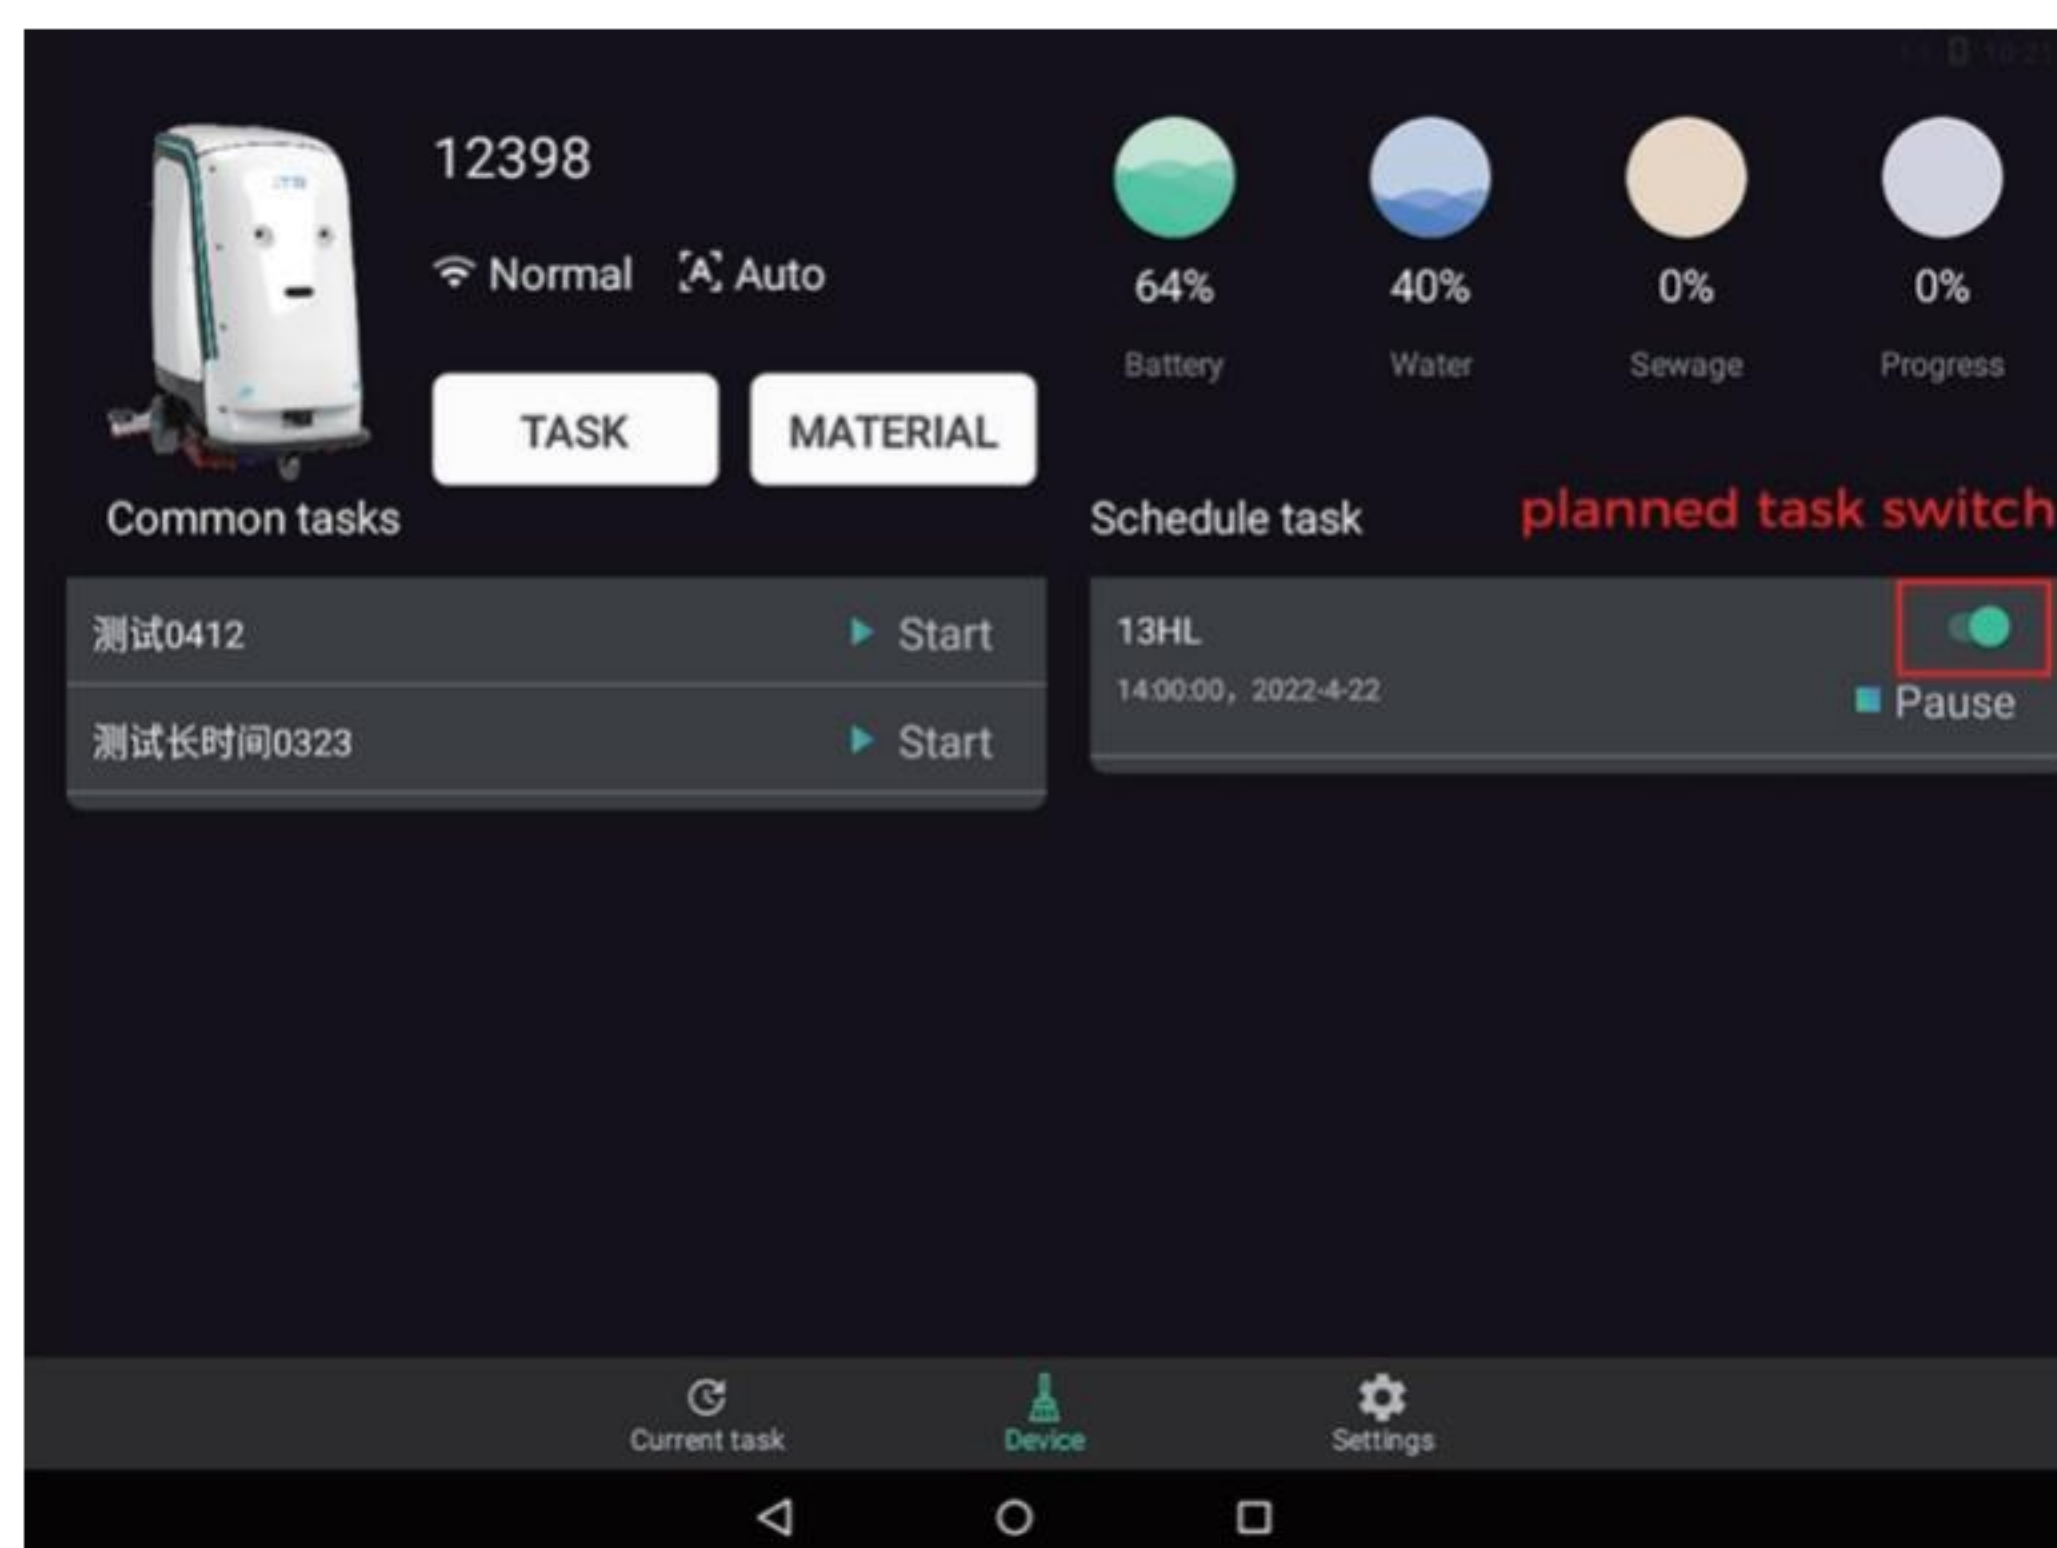 12398
Normal
Auto
TASK
MATERIAL
64%
40%
0%
0%
Battery
Water
Sewage
Progress
Common tasks
测试0412
Start
测试长时间0323
Start
Schedule task
planned task switch
13HL
14:00:00，2022-4-22
Pause
Current task
Device
Settings